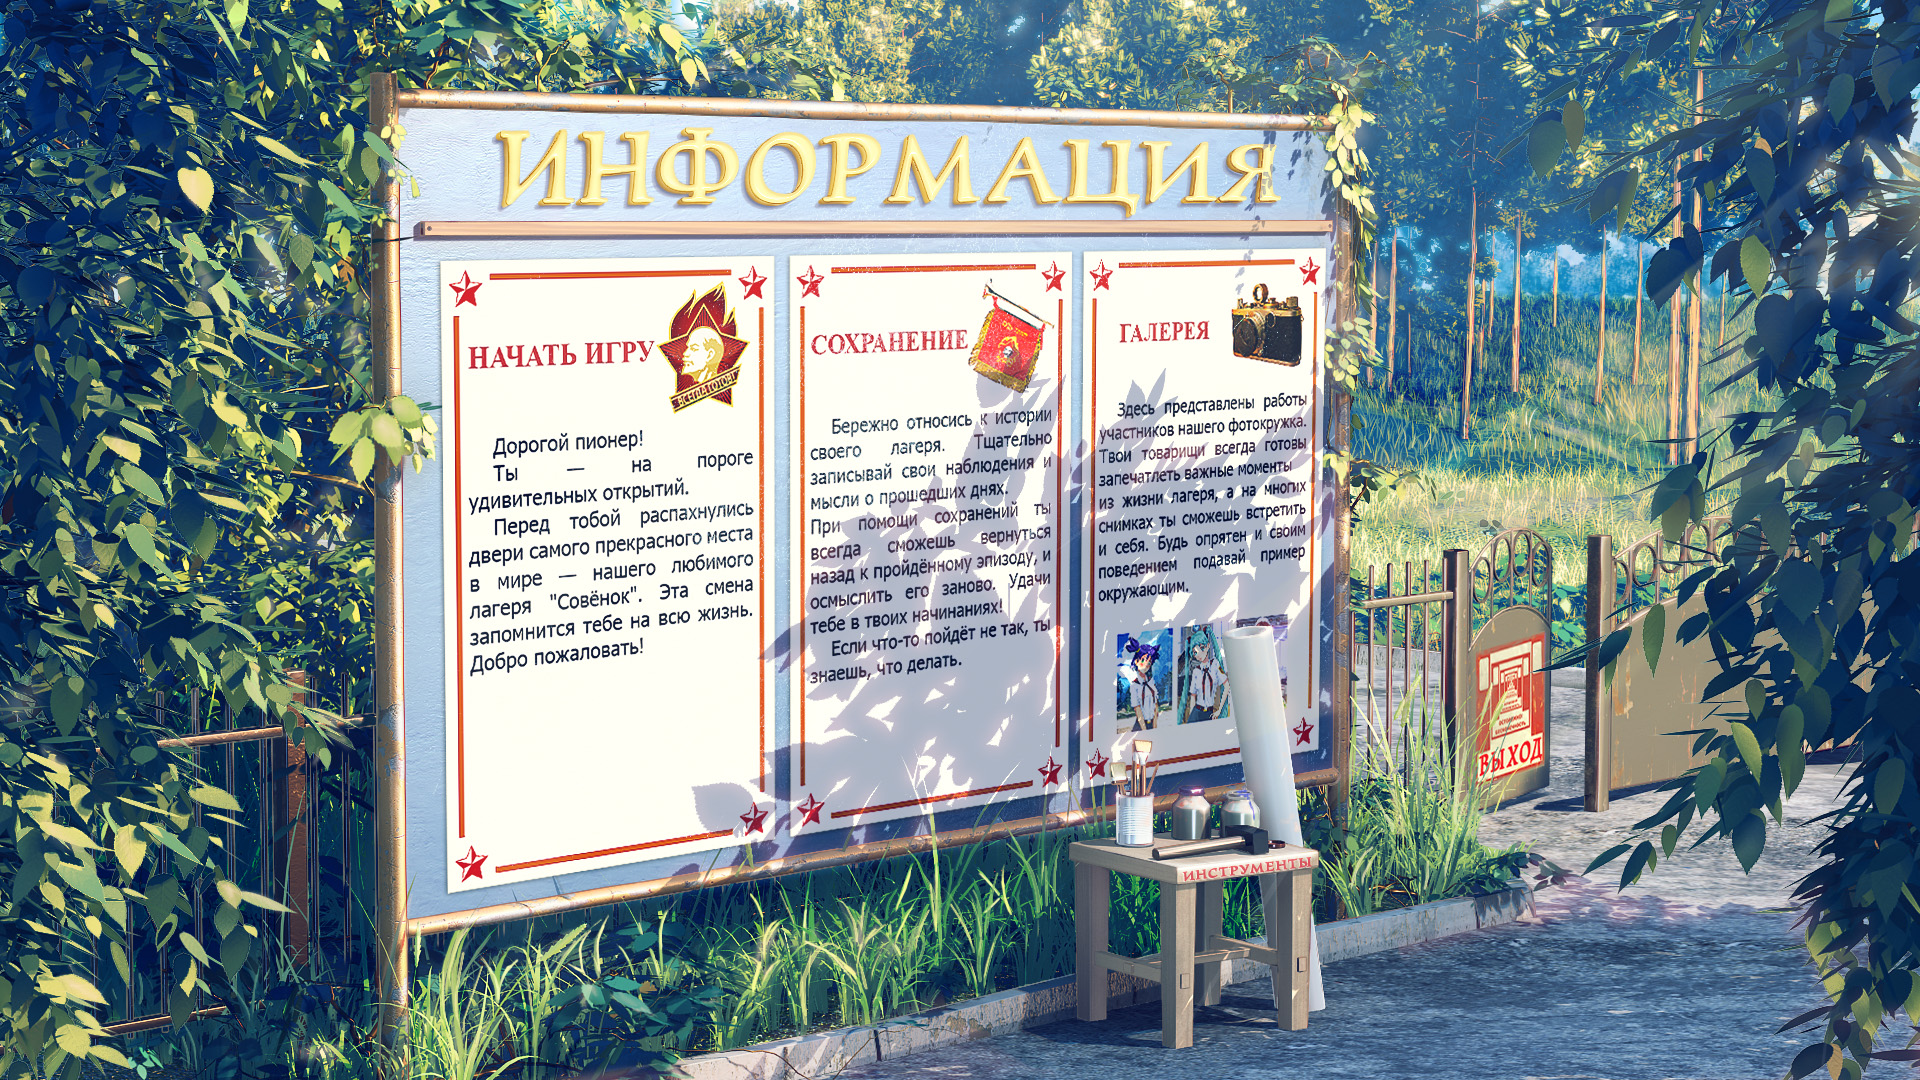 ИНФОРМАЦИЯ
НАЧАТЬ ИГРУ
ВСЕГДА ГОТОВ!
Дорогой пионер!
Ты — на пороге
удивительных открытий.
Перед тобой распахнулись
двери самого прекрасного места
в мире — нашего любимого
лагеря "Совёнок". Эта смена
запомнится тебе на всю жизнь.
Добро пожаловать!
СОХРАНЕНИЕ
Бережно относись к истории
своего лагеря. Тщательно
записывай свои наблюдения и
мысли о прошедших днях.
При помощи сохранений ты
всегда сможешь вернуться
назад к пройдённому эпизоду, и
осмыслить его заново. Удачи
тебе в твоих начинаниях!
Если что-то пойдёт не так, ты
знаешь, что делать.
ГАЛЕРЕЯ
Здесь представлены работы
участников нашего фотокружка.
Твои товарищи всегда готовы
запечатлеть важные моменты
из жизни лагеря, а на многих
снимках ты сможешь встретить
и себя. Будь опрятен и своим
поведением подавай пример
окружающим.
ИНСТРУМЕНТЫ
осторожно
бесконечность
ВЫХОД